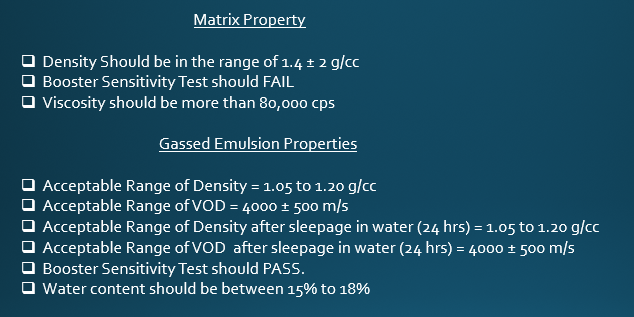 Matrix Property
❑ Density Should be in the range of 1.4 ± 2 g/cc
❑ Booster Sensitivity Test should FAIL
❑ Viscosity should be more than 80,000 cps
Gassed Emulsion Properties
❑ Acceptable Range of Density = 1.05 to 1.20 g/cc
❑ Acceptable Range of VOD = 4000 ± 500 m/s
❑ Acceptable Range of Density after sleepage in water (24 hrs) = 1.05 to 1.20 g/cc
❑ Acceptable Range of VOD after sleepage in water (24 hrs) = 4000 ± 500 m/s
❑ Booster Sensitivity Test should PASS.
❑ Water content should be between 15% to 18%